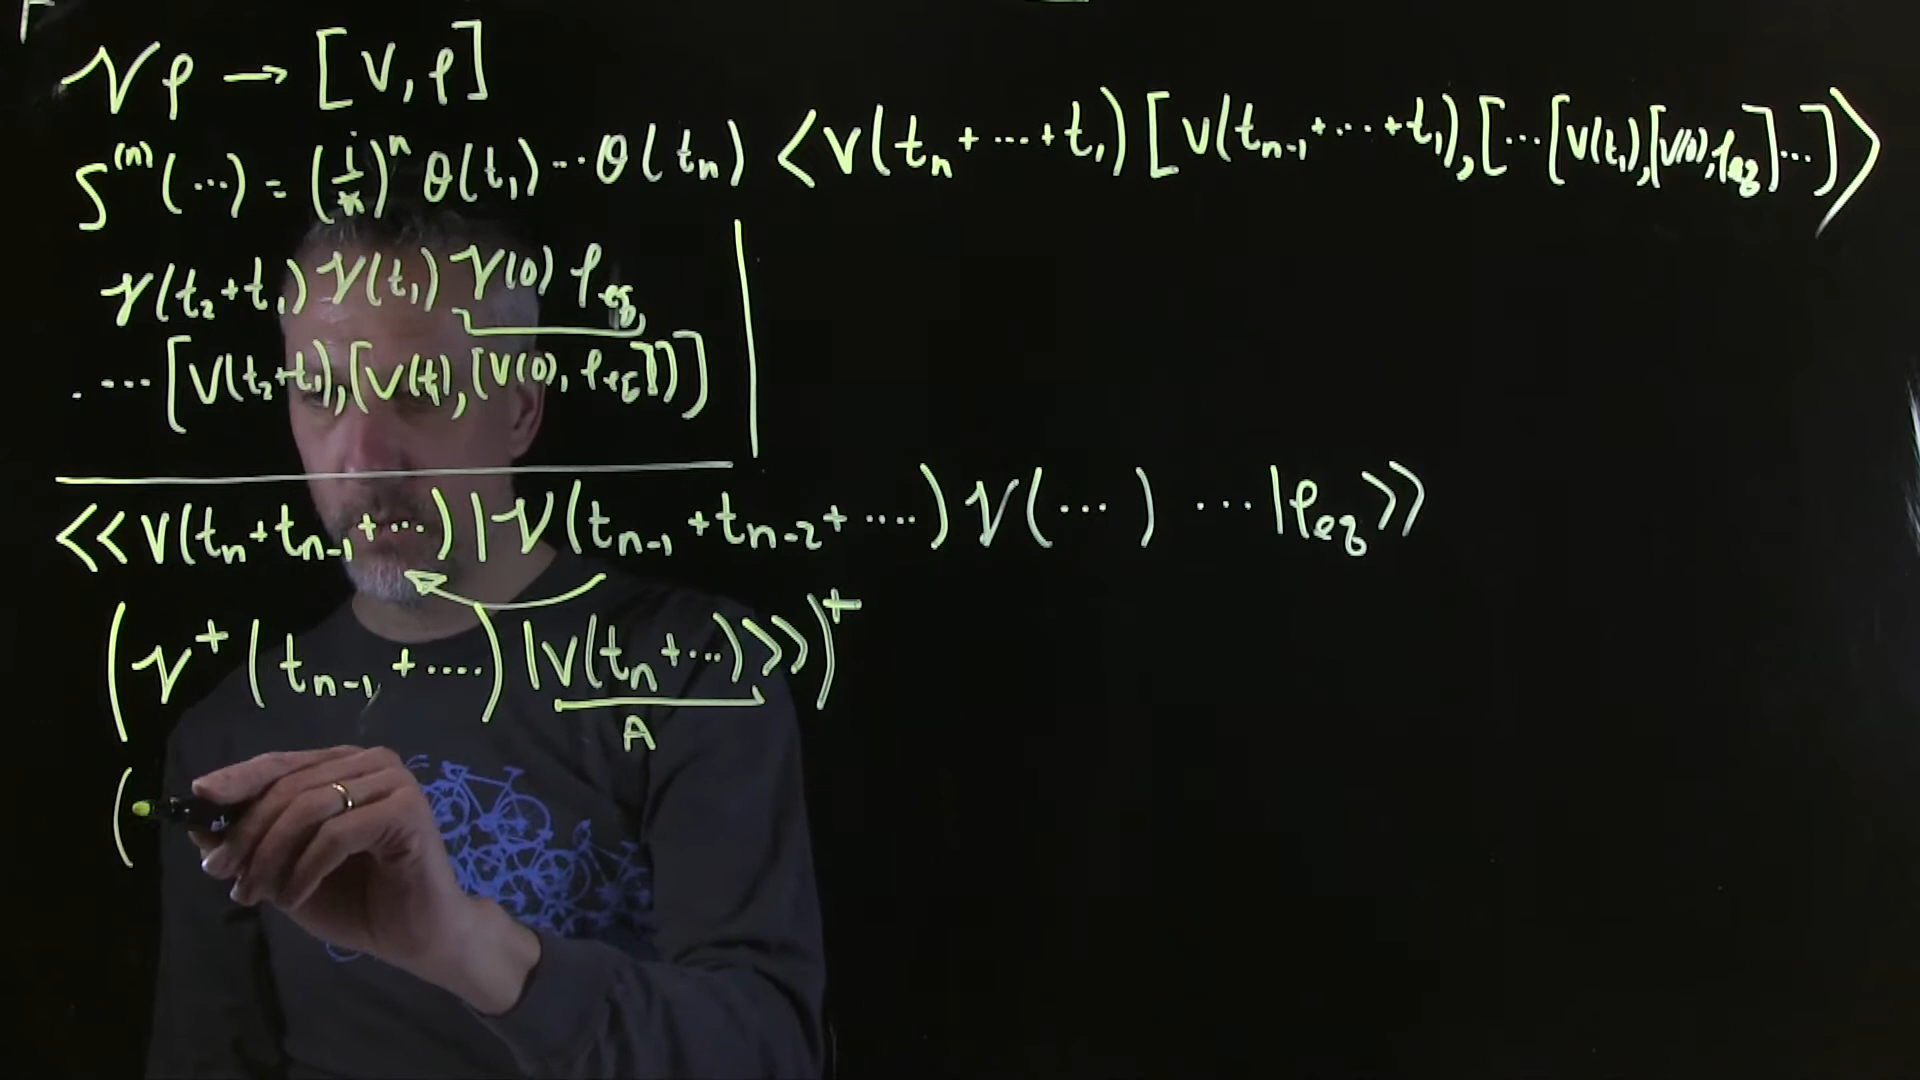 𝒱ρ → [V, ρ]
S⁽ⁿ⁾(⋯) = (i/ħ)ⁿ θ(t₁)⋯θ(tₙ) <V(tₙ+⋯+t₁) [V(tₙ₋₁+⋯+t₁), [⋯[V(t₁),[V(0),ρ_eq]⋯]>
𝒱(t₂+t₁) 𝒱(t₁) 𝒱(0) ρ_eq
⋯ [V(t₂+t₁),[V(t₁),[V(0), ρ_eq]]]
<<V(tₙ+tₙ₋₁+⋯)|𝒱(tₙ₋₁+tₙ₋₂+⋯⋅) 𝒱(⋯) ⋯|ρ_eq>>
(𝒱⁺(tₙ₋₁+⋯⋅)|V(tₙ+⋯)>>)⁺
A
(